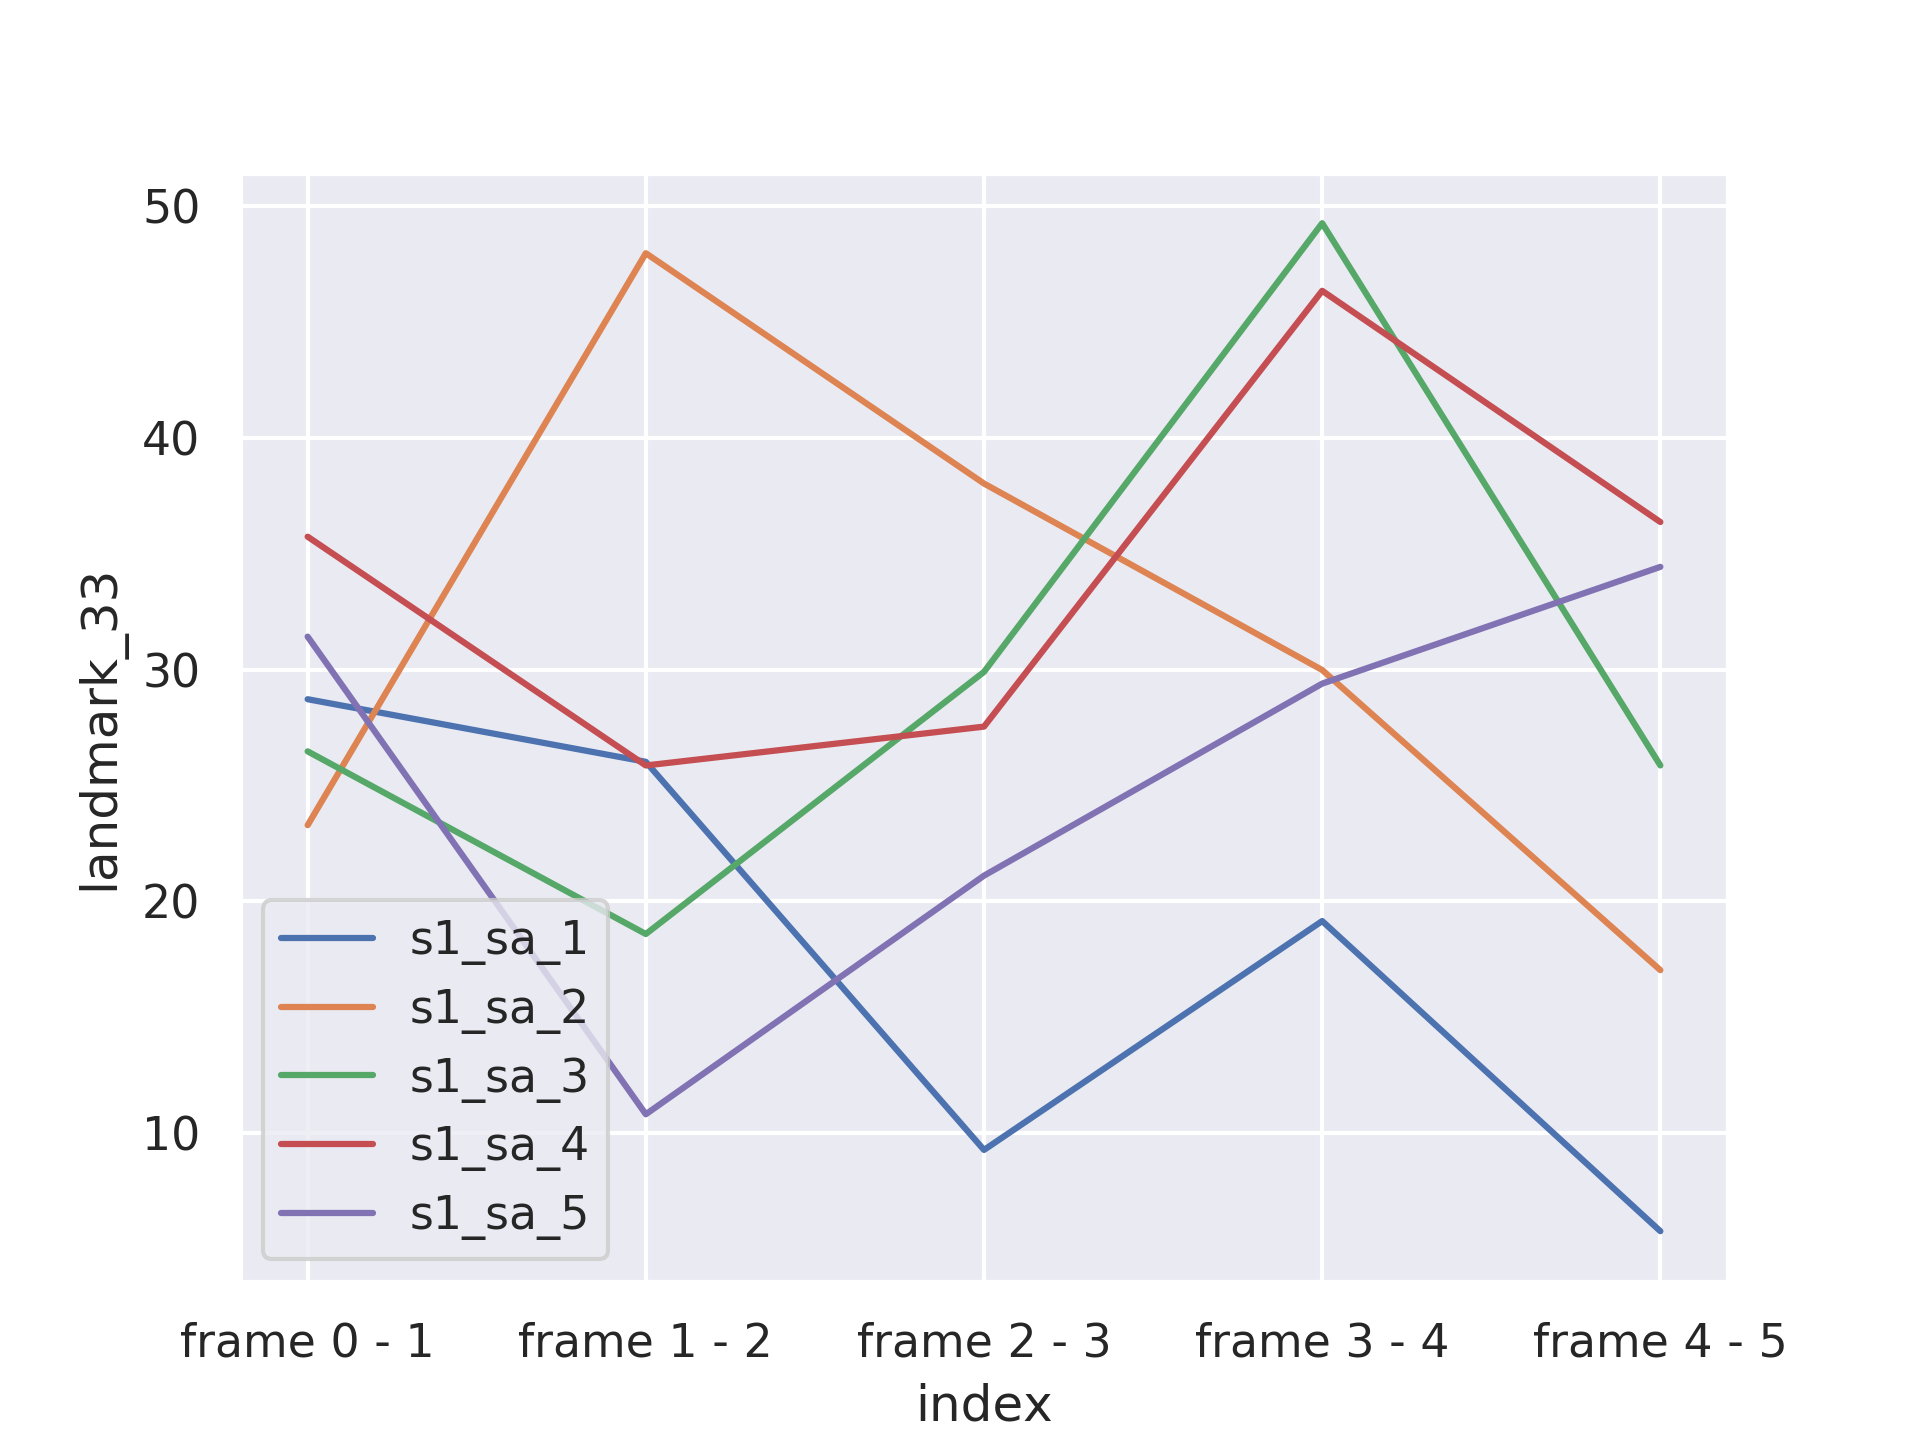 50
40
30
20
10
landmark_33
s1_sa_1
s1_sa_2
s1_sa_3
s1_sa_4
s1_sa_5
frame 0 - 1 frame 1 - 2 frame 2 - 3 frame 3 - 4 frame 4 - 5
index